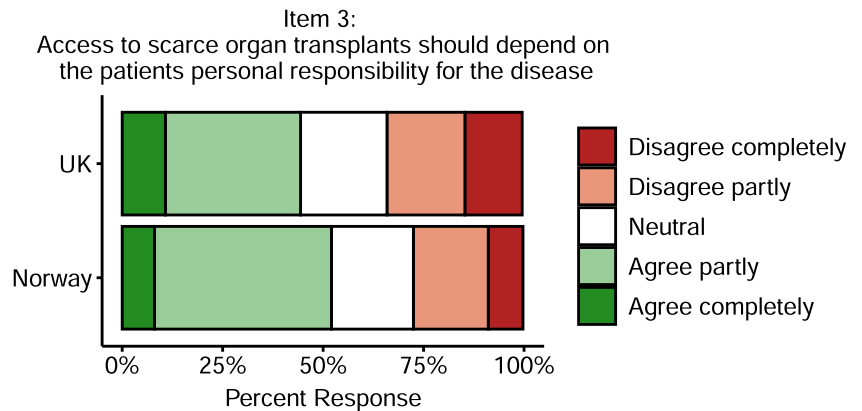 Item 3:
Access to scarce organ transplants should depend on
the patients personal responsibility for the disease
UK
Norway
0% 25% 50% 75% 100%
Percent Response
Disagree completely
Disagree partly
Neutral
Agree partly
Agree completely